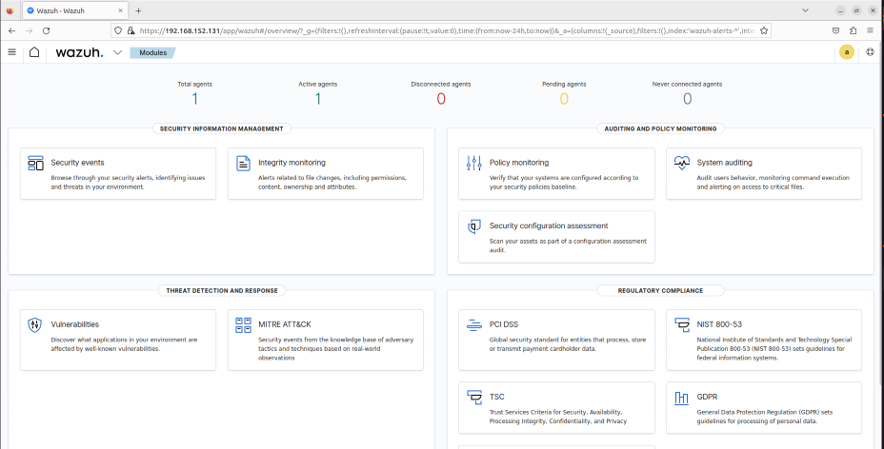 Wazuh - Wazuh
https://192.168.152.131/app/wazuh#/overview/?_g=(filters:!(),refreshInterval:(pause:!t,value:0),time:(from:now-24h,to:now))&_a=(columns:!(_source),filters:!(),index:'wazuh-alerts-*',inte
wazuh.
Modules
a
Total agents
Active agents
Disconnected agents
Pending agents
Never connected agents
1
1
0
0
0
SECURITY INFORMATION MANAGEMENT
Security events
Browse through your security alerts, identifying issues
and threats in your environment.
Integrity monitoring
Alerts related to file changes, including permissions,
content, ownership and attributes.
AUDITING AND POLICY MONITORING
Policy monitoring
Verify that your systems are configured according to
your security policies baseline.
System auditing
Audit users behavior, monitoring command execution
and alerting on access to critical files.
Security configuration assessment
Scan your assets as part of a configuration assessment
audit.
THREAT DETECTION AND RESPONSE
Vulnerabilities
Discover what applications in your environment are
affected by well-known vulnerabilities.
MITRE ATT&CK
Security events from the knowledge base of adversary
tactics and techniques based on real-world
observations
REGULATORY COMPLIANCE
PCI DSS
Global security standard for entities that process, store
or transmit payment cardholder data.
NIST 800-53
National Institute of Standards and Technology Special
Publication 800-53 (NIST 800-53) sets guidelines for
federal information systems.
TSC
Trust Services Criteria for Security, Availability,
Processing Integrity, Confidentiality, and Privacy
GDPR
General Data Protection Regulation (GDPR) sets
guidelines for processing of personal data.